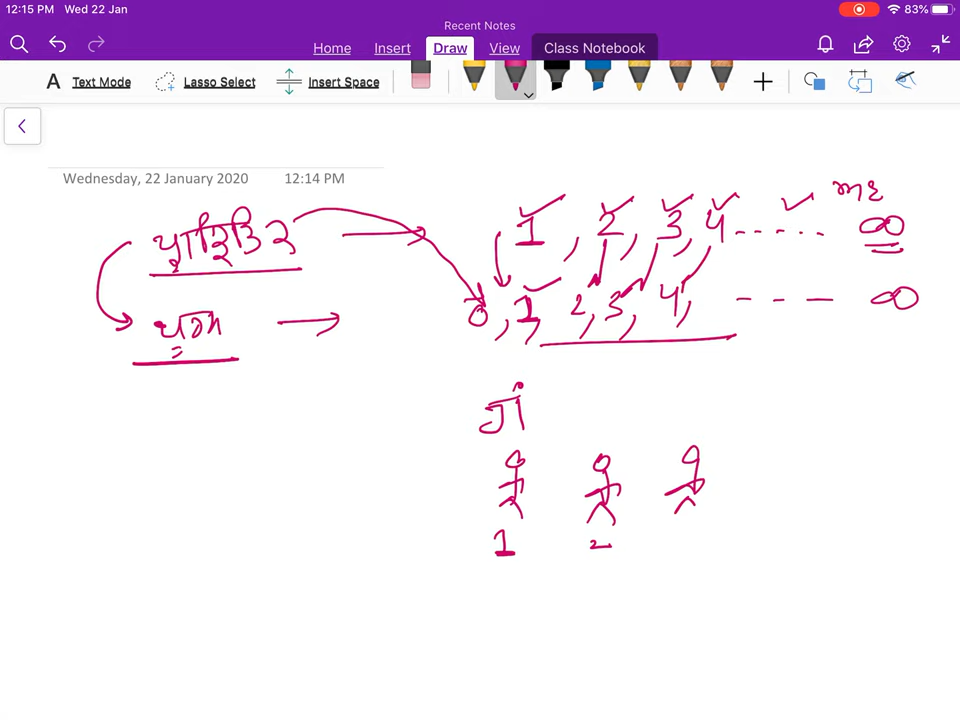 12:15 PM Wed 22 Jan 83%
Recent Notes
Home Insert Draw View Class Notebook
A Text Mode Lasso Select Insert Space
Wednesday, 22 January 2020 12:14 PM
ਪ੍ਰਾਕ੍ਰਿਤਿਕ → 1, 2, 3, 4 ..... ∞
→ 0, 1, 2, 3, 4, - - - ∞
ਗਾਂ
1 2